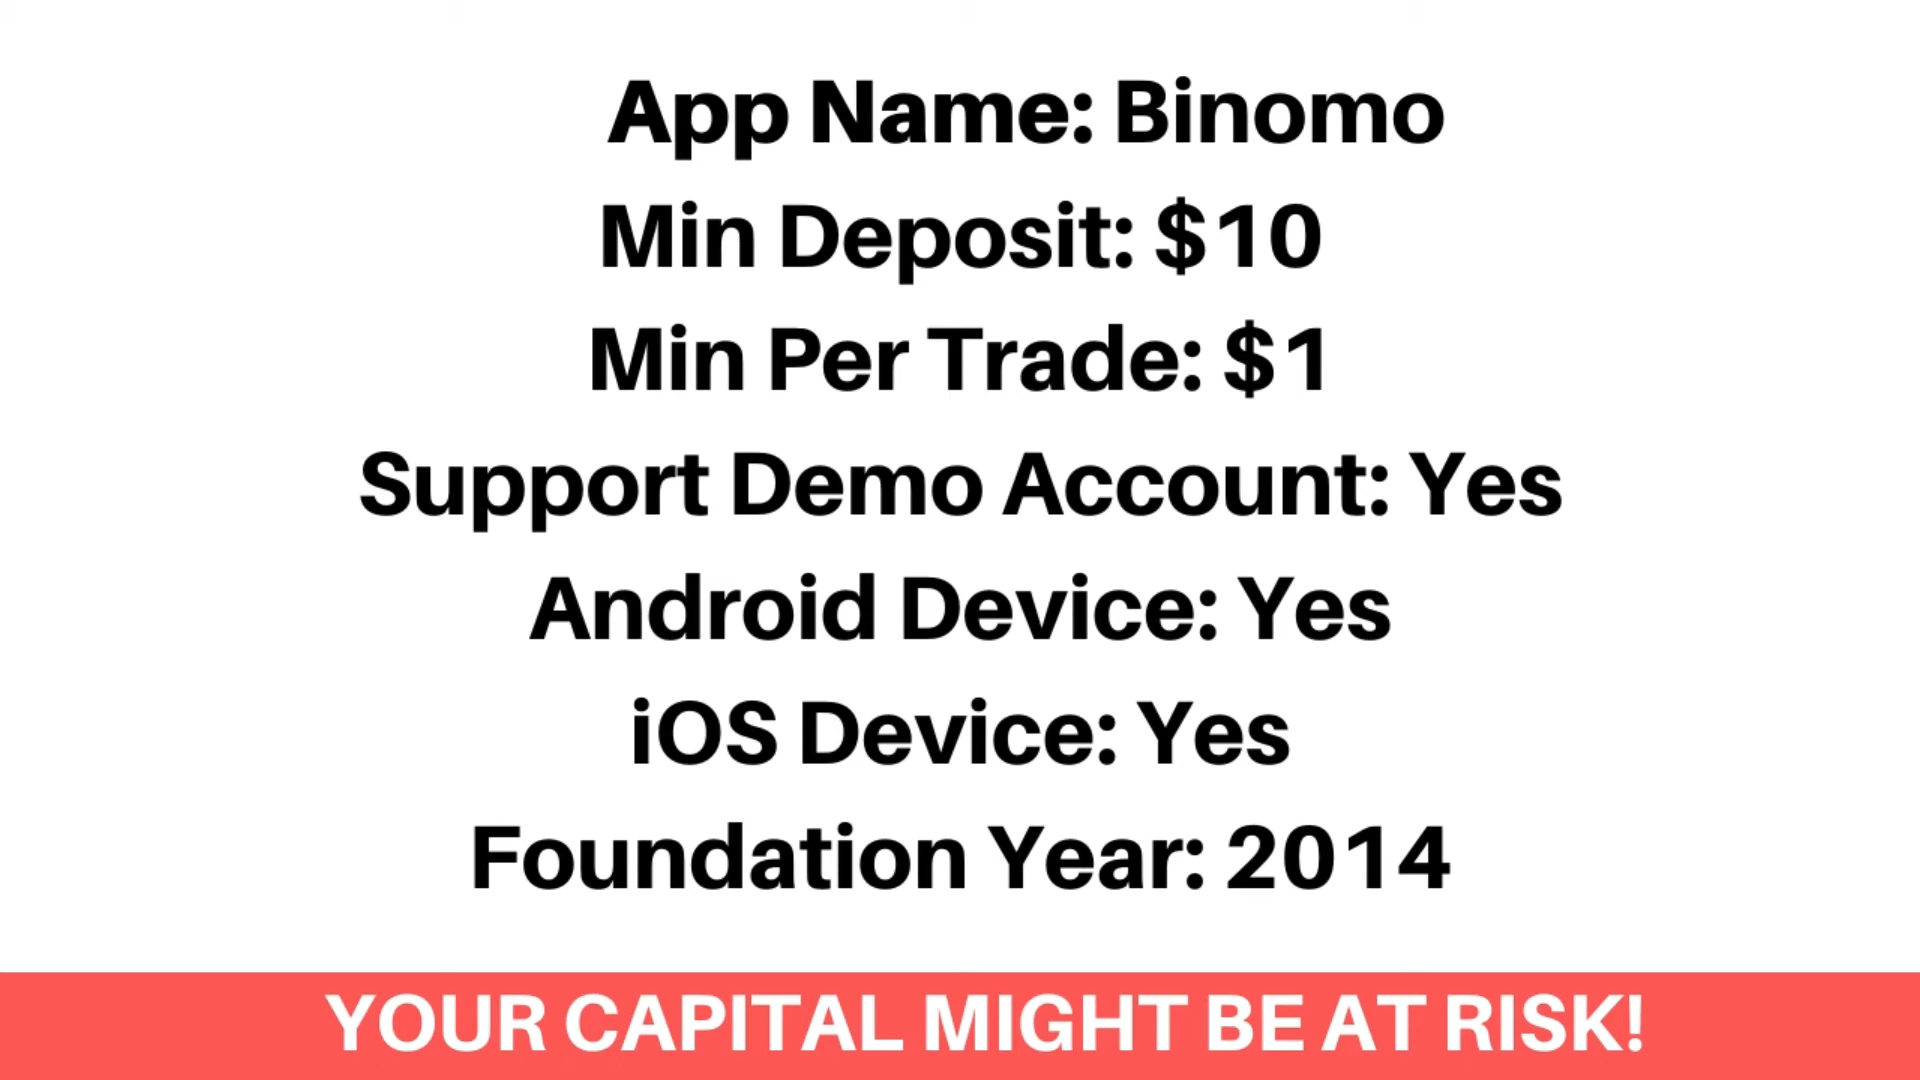 App Name: Binomo
Min Deposit: $10
Min Per Trade: $1
Support Demo Account: Yes
Android Device: Yes
iOS Device: Yes
Foundation Year: 2014
YOUR CAPITAL MIGHT BE AT RISK!